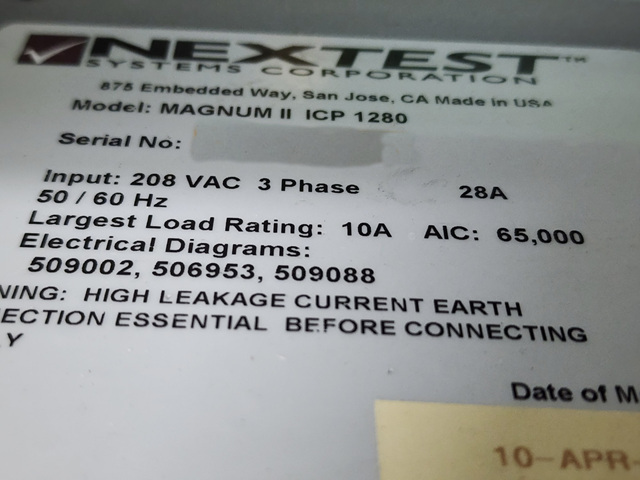 NEXTEST™
SYSTEMS CORPORATION
875 Embedded Way, San Jose, CA Made in USA
Model: MAGNUM II ICP 1280
Serial No:
Input: 208 VAC 3 Phase 28A
50 / 60 Hz
Largest Load Rating: 10A AIC: 65,000
Electrical Diagrams:
509002, 506953, 509088
NING: HIGH LEAKAGE CURRENT EARTH
ECTION ESSENTIAL BEFORE CONNECTING
LY
Date of M
10-APR-